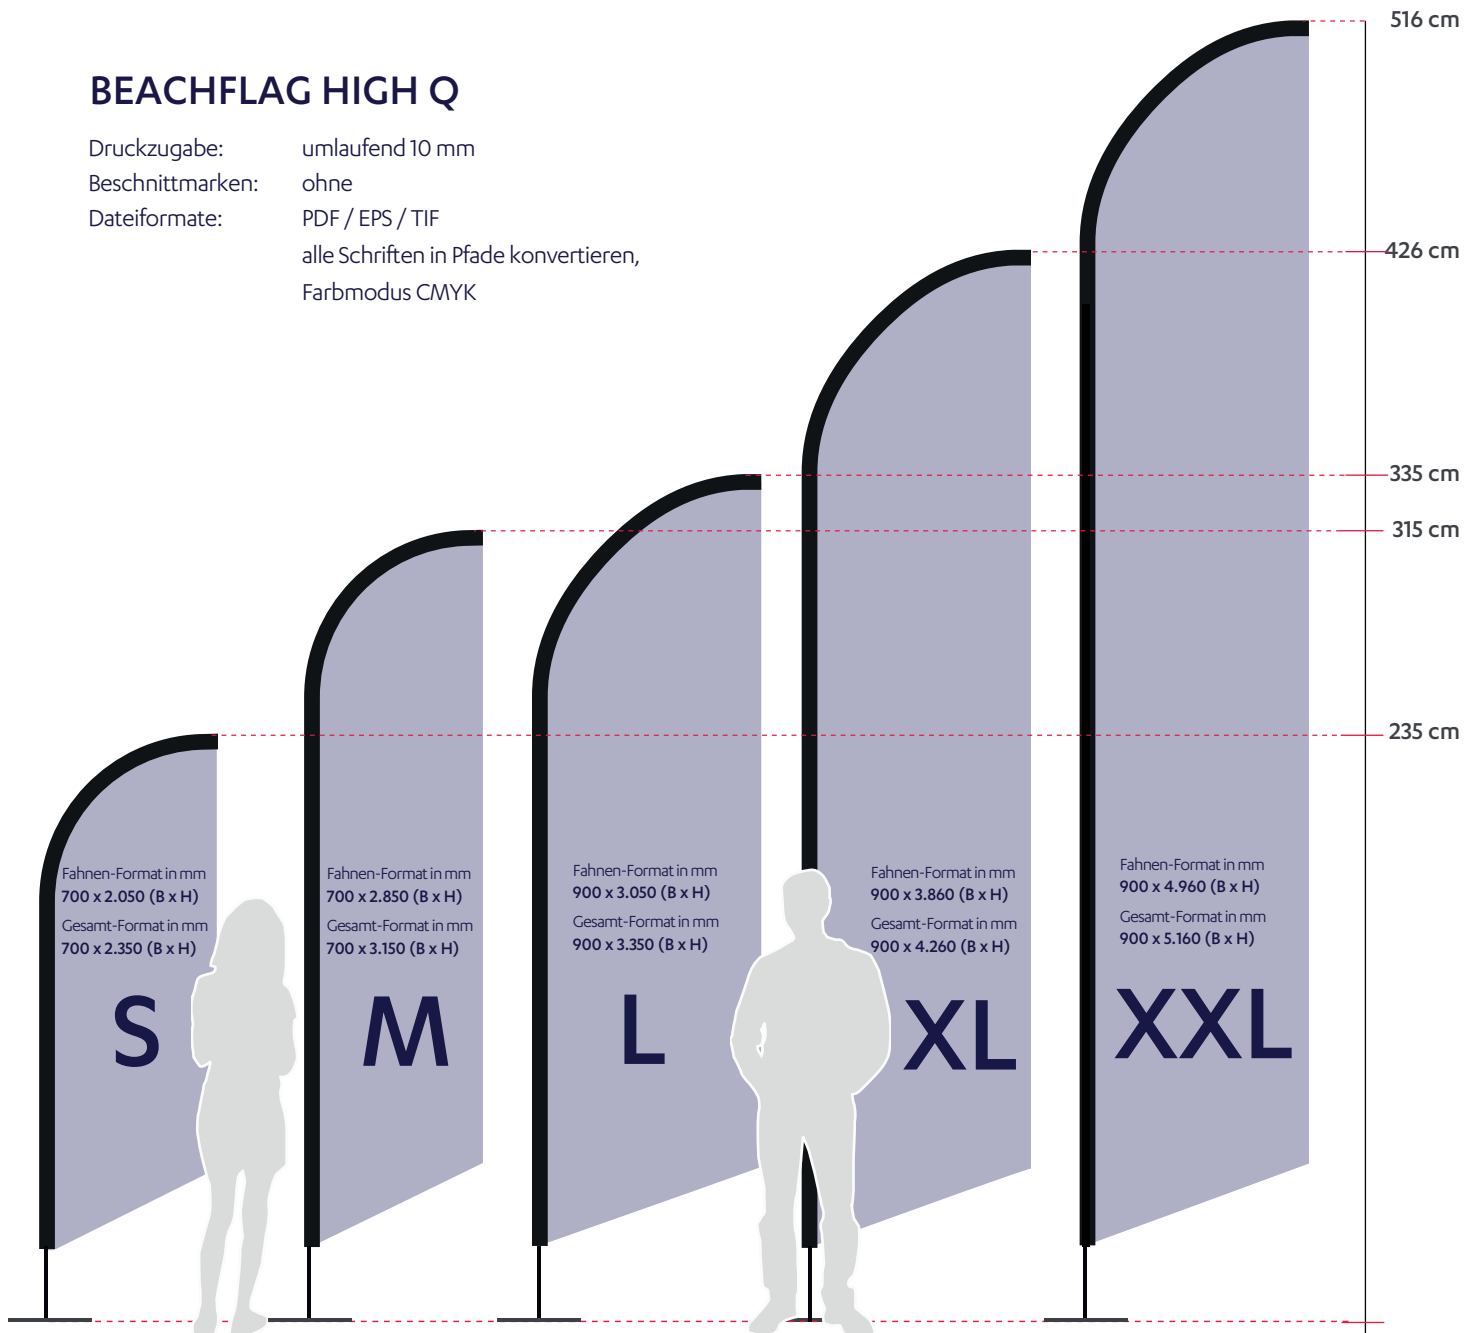 BEACHFLAG HIGH Q
Druckzugabe: umlaufend 10 mm
Beschnittmarken: ohne
Dateiformate: PDF / EPS / TIF
alle Schriften in Pfade konvertieren,
Farbmodus CMYK
516 cm
426 cm
335 cm
315 cm
235 cm
Fahnen-Format in mm
700 x 2.050 (B x H)
Gesamt-Format in mm
700 x 2.350 (B x H)
S
Fahnen-Format in mm
700 x 2.850 (B x H)
Gesamt-Format in mm
700 x 3.150 (B x H)
M
Fahnen-Format in mm
900 x 3.050 (B x H)
Gesamt-Format in mm
900 x 3.350 (B x H)
L
Fahnen-Format in mm
900 x 3.860 (B x H)
Gesamt-Format in mm
900 x 4.260 (B x H)
XL
Fahnen-Format in mm
900 x 4.960 (B x H)
Gesamt-Format in mm
900 x 5.160 (B x H)
XXL